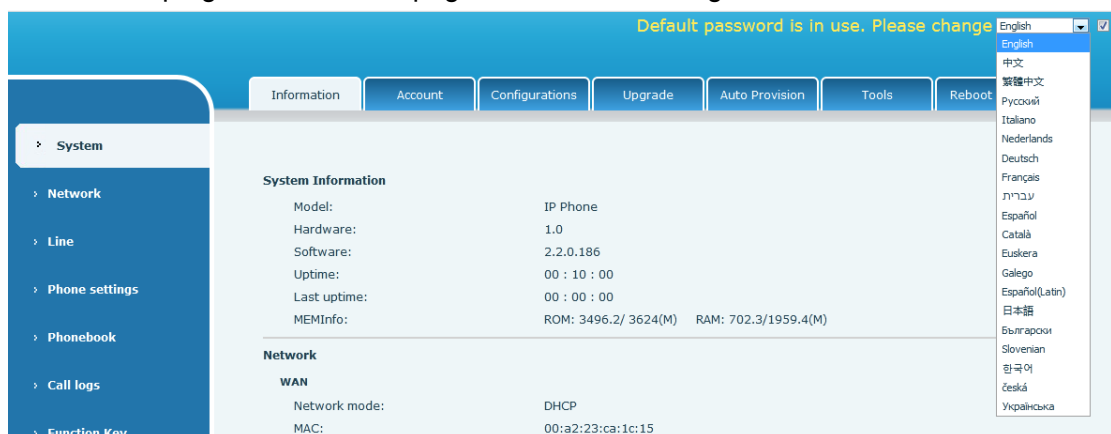 Default password is in use. Please change
English
English
中文
繁體中文
Русский
Italiano
Nederlands
Deutsch
Français
עברית
Español
Català
Euskera
Galego
Español(Latin)
日本語
Български
Slovenian
한국어
česká
Українська
Information
Account
Configurations
Upgrade
Auto Provision
Tools
Reboot
System
Network
Line
Phone settings
Phonebook
Call logs
Function Key
System Information
Model: IP Phone
Hardware: 1.0
Software: 2.2.0.186
Uptime: 00 : 10 : 00
Last uptime: 00 : 00 : 00
MEMInfo: ROM: 3496.2/ 3624(M) RAM: 702.3/1959.4(M)
Network
WAN
Network mode: DHCP
MAC: 00:a2:23:ca:1c:15